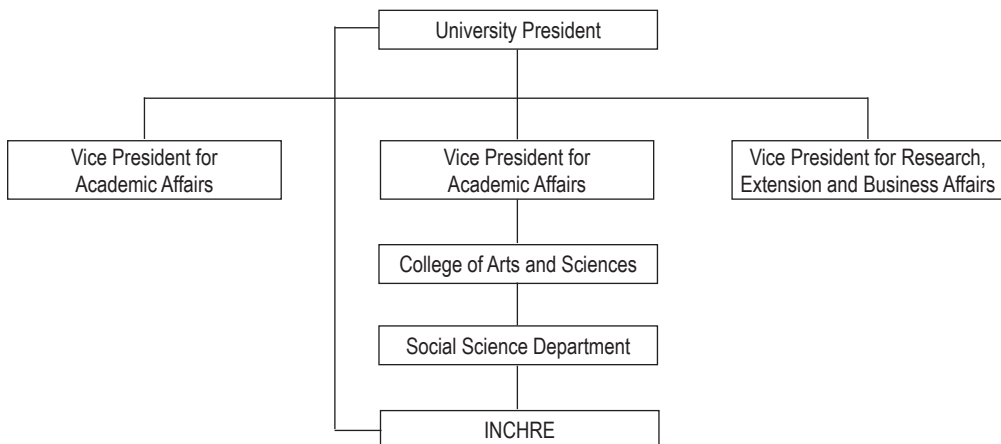 University President
Vice President for
Academic Affairs
Vice President for
Academic Affairs
Vice President for Research,
Extension and Business Affairs
College of Arts and Sciences
Social Science Department
INCHRE